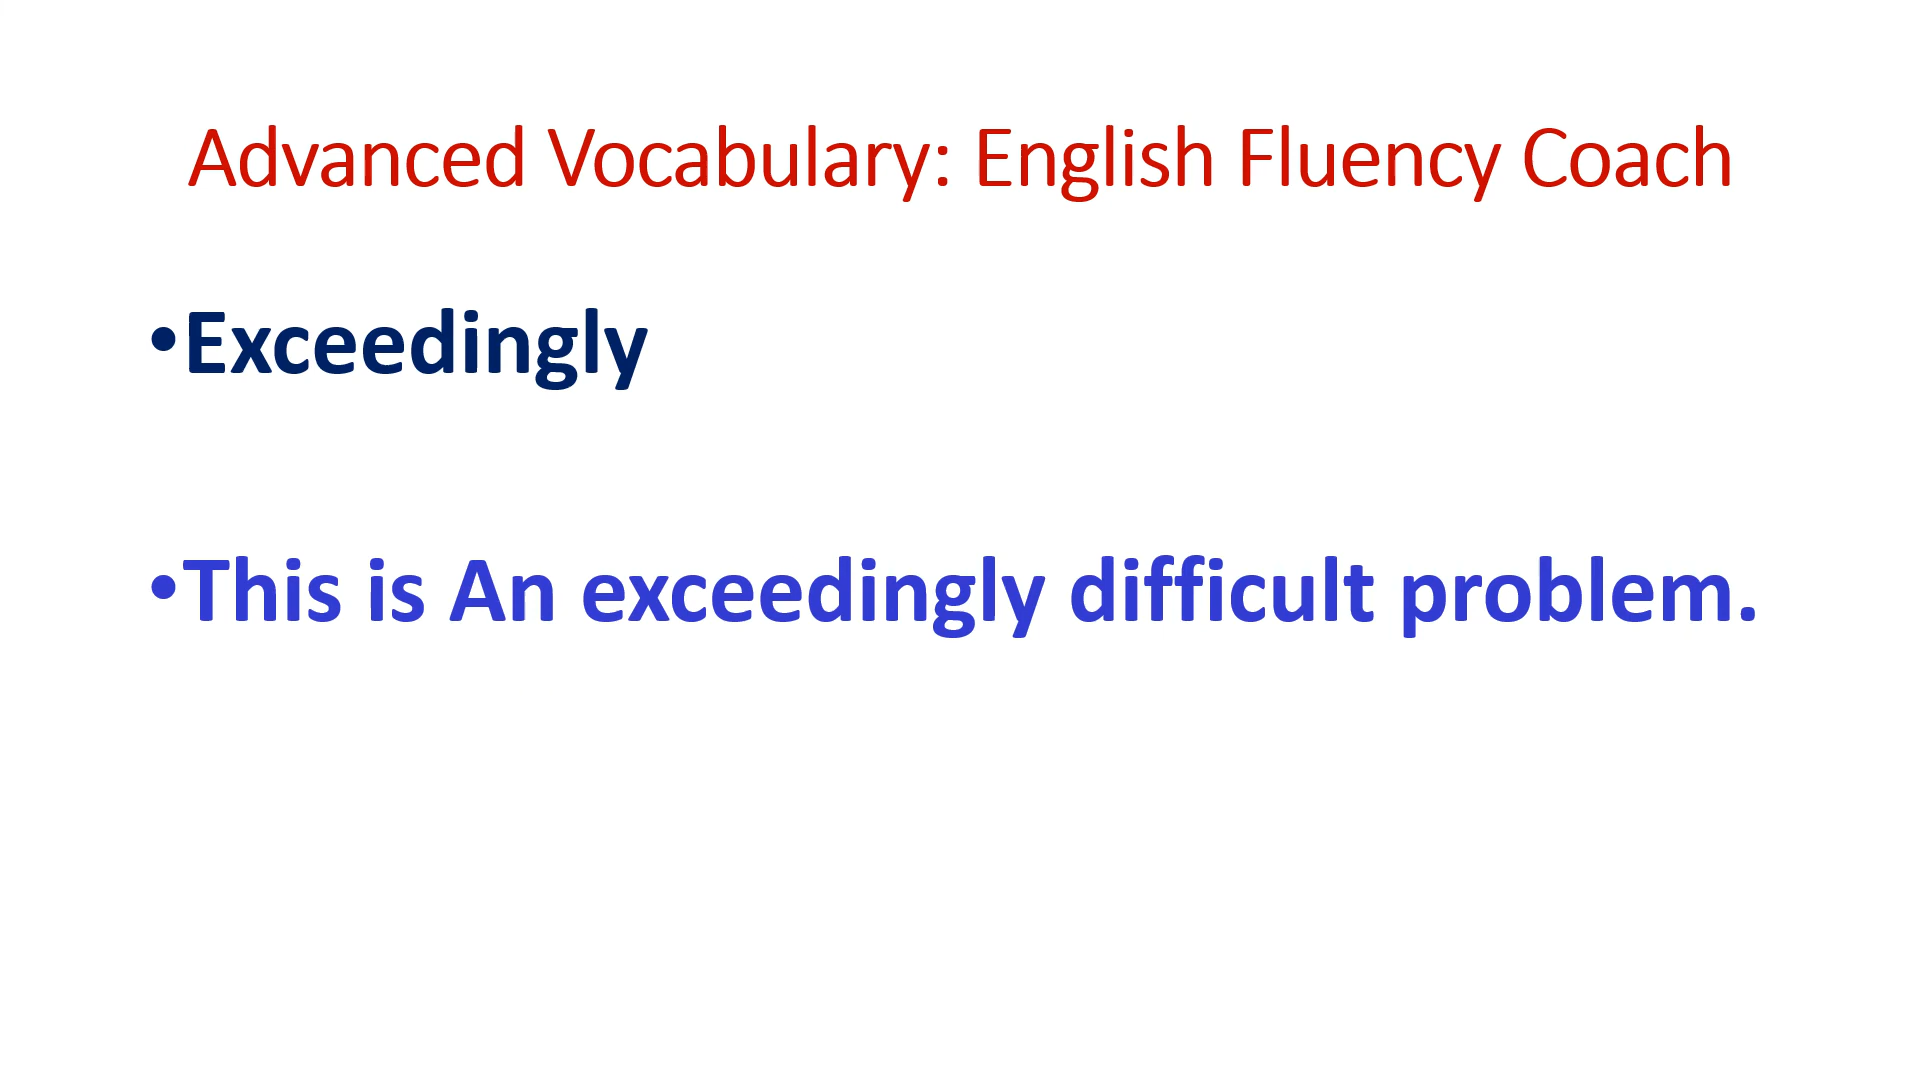 Advanced Vocabulary: English Fluency Coach
•Exceedingly
•This is An exceedingly difficult problem.